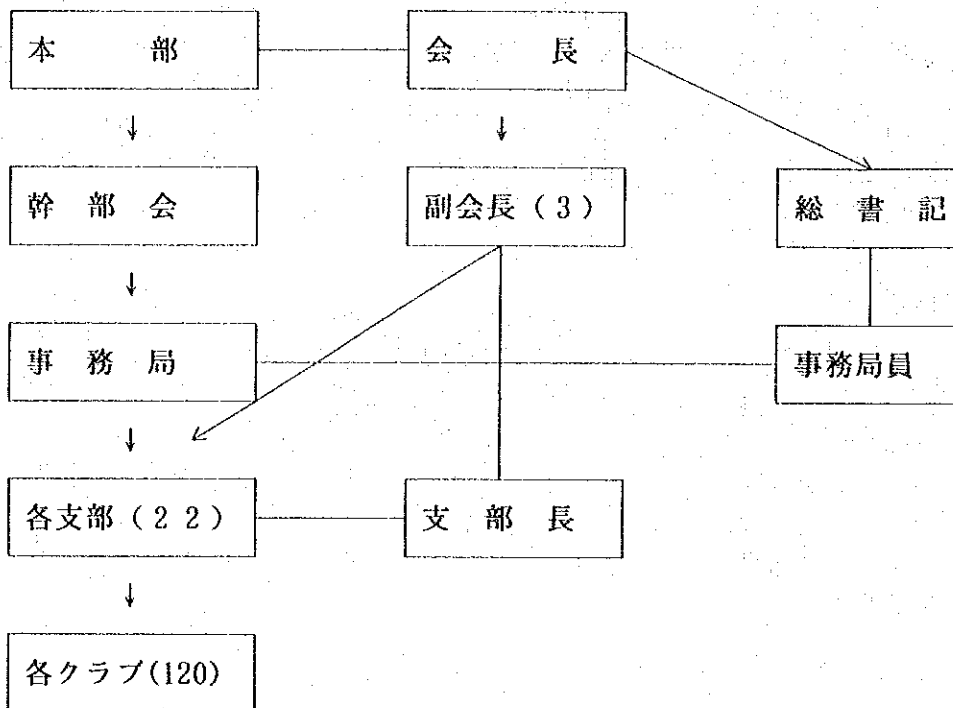 本部
会長
↓
↓
幹部会
副会長(3)
総書記
↓
事務局
事務局員
↓
各支部(22)
支部長
↓
各クラブ(120)